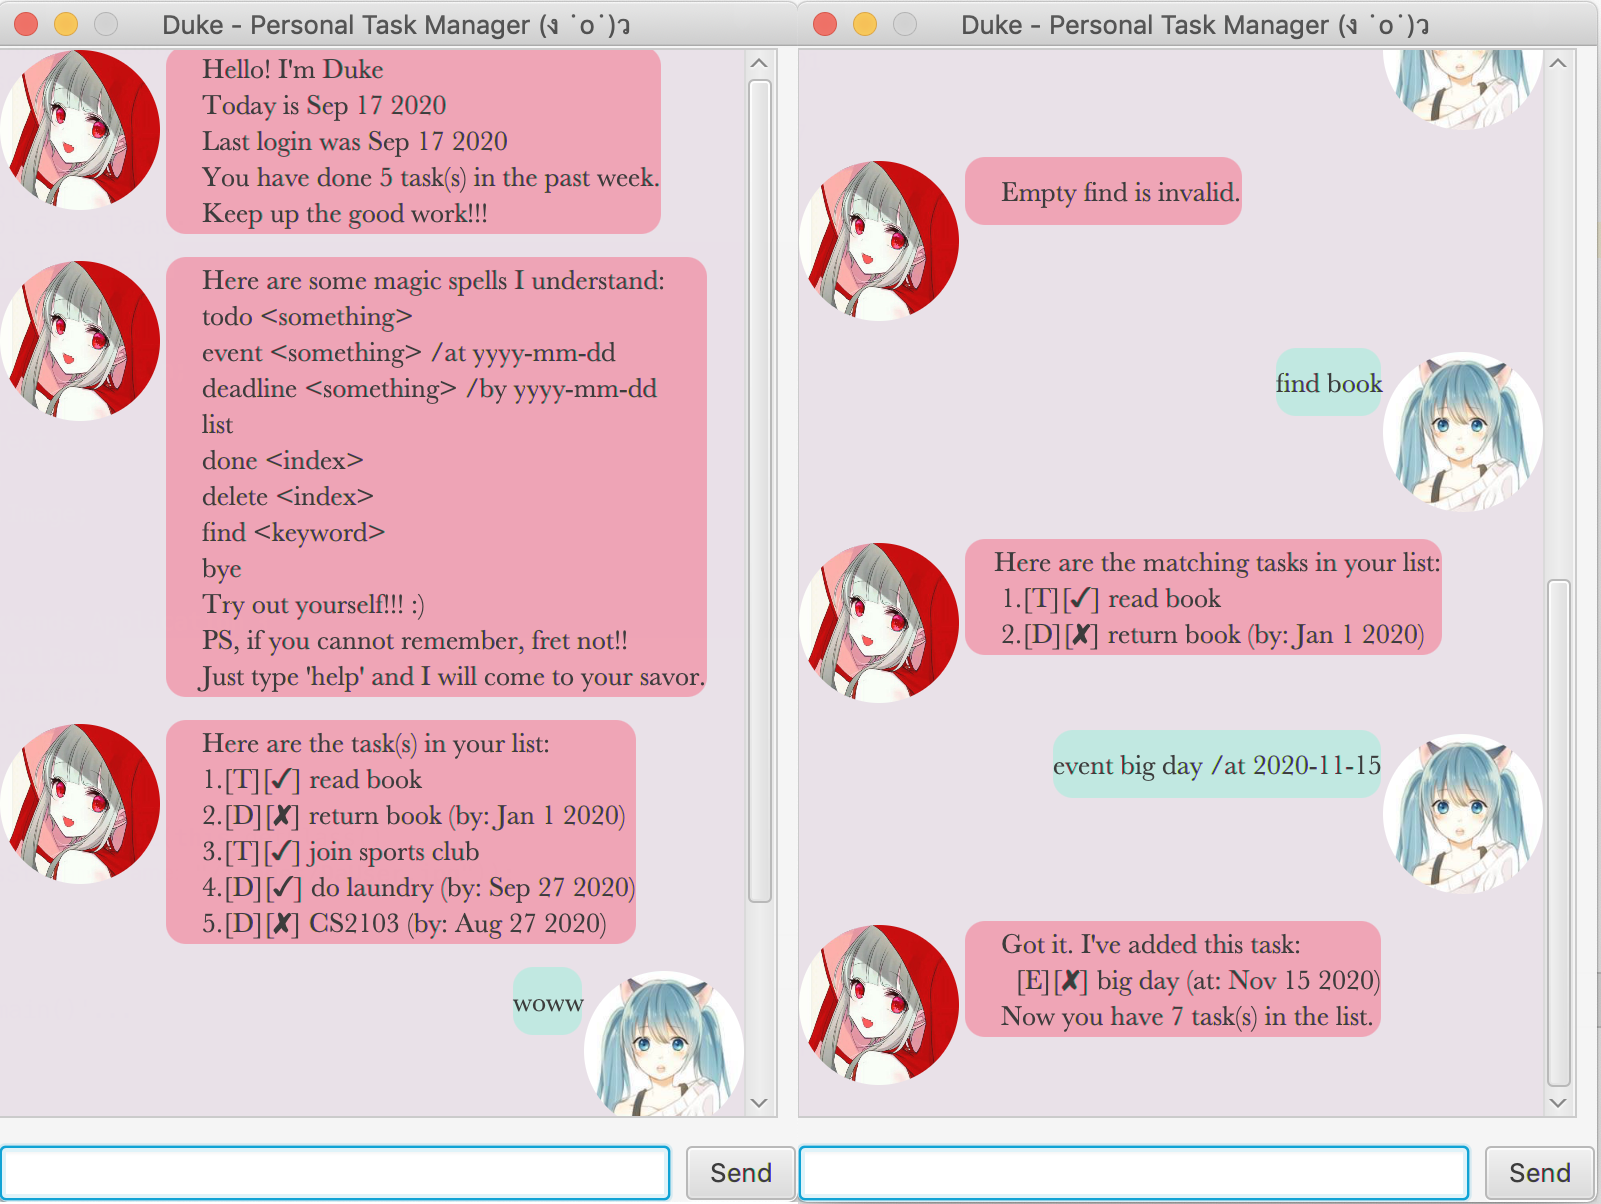 Duke - Personal Task Manager (ง ˙o˙)ว
Hello! I'm Duke
Today is Sep 17 2020
Last login was Sep 17 2020
You have done 5 task(s) in the past week.
Keep up the good work!!!
Here are some magic spells I understand:
todo <something>
event <something> /at yyyy-mm-dd
deadline <something> /by yyyy-mm-dd
list
done <index>
delete <index>
find <keyword>
bye
Try out yourself!!! :)
PS, if you cannot remember, fret not!!
Just type 'help' and I will come to your savor.
Here are the task(s) in your list:
1.[T][✓] read book
2.[D][✘] return book (by: Jan 1 2020)
3.[T][✓] join sports club
4.[D][✓] do laundry (by: Sep 27 2020)
5.[D][✘] CS2103 (by: Aug 27 2020)
woww
Send
Duke - Personal Task Manager (ง ˙o˙)ว
Empty find is invalid.
find book
Here are the matching tasks in your list:
1.[T][✓] read book
2.[D][✘] return book (by: Jan 1 2020)
event big day /at 2020-11-15
Got it. I've added this task:
[E][✘] big day (at: Nov 15 2020)
Now you have 7 task(s) in the list.
Send